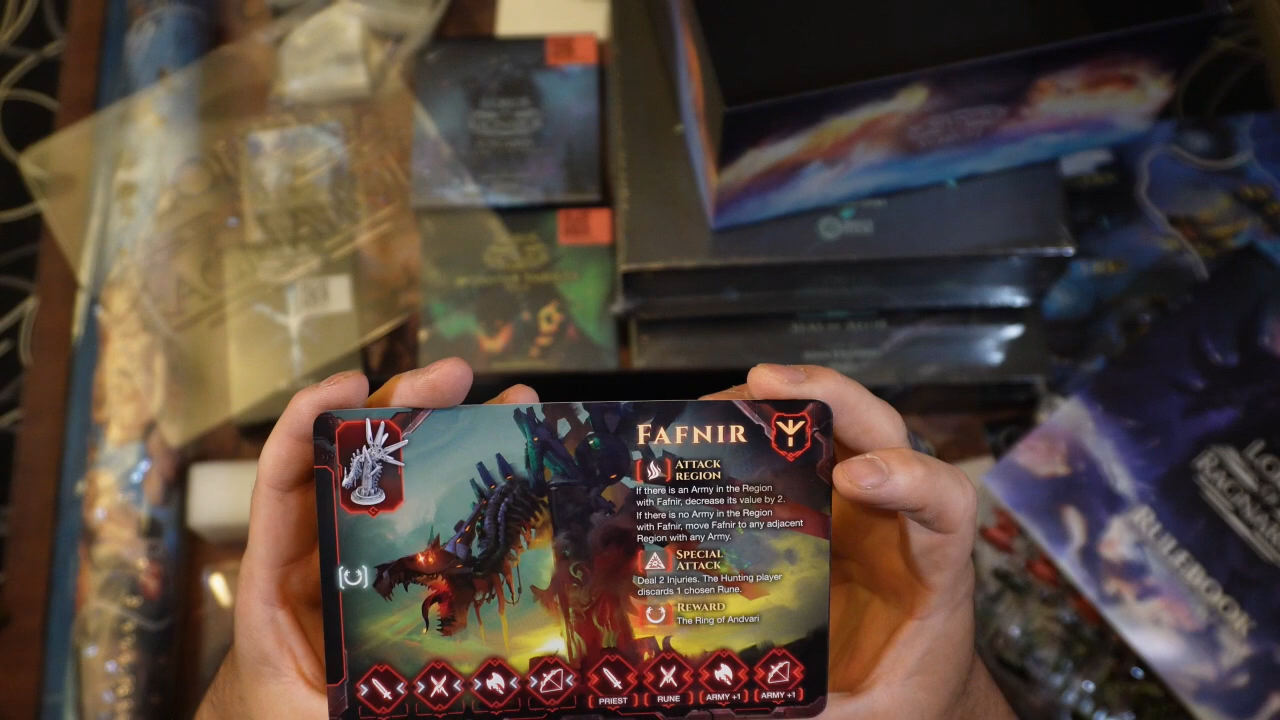 FAFNIR
ATTACK
REGION
If there is an Army in the Region
with Fafnir, decrease its value by 2.
If there is no Army in the Region
with Fafnir, move Fafnir to any adjacent
Region with any Army.
SPECIAL
ATTACK
Deal 2 Injuries. The Hunting player
discards 1 chosen Rune.
REWARD
The Ring of Andvari
PRIEST
RUNE
ARMY +1
ARMY +1
RULEBOOK